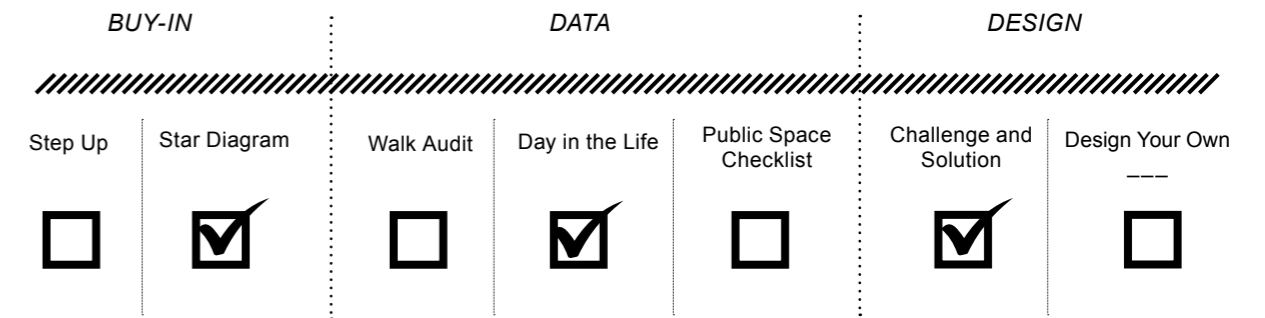 BUY-IN
DATA
DESIGN
Step Up
Star Diagram
Walk Audit
Day in the Life
Public Space
Checklist
Challenge and
Solution
Design Your Own
___